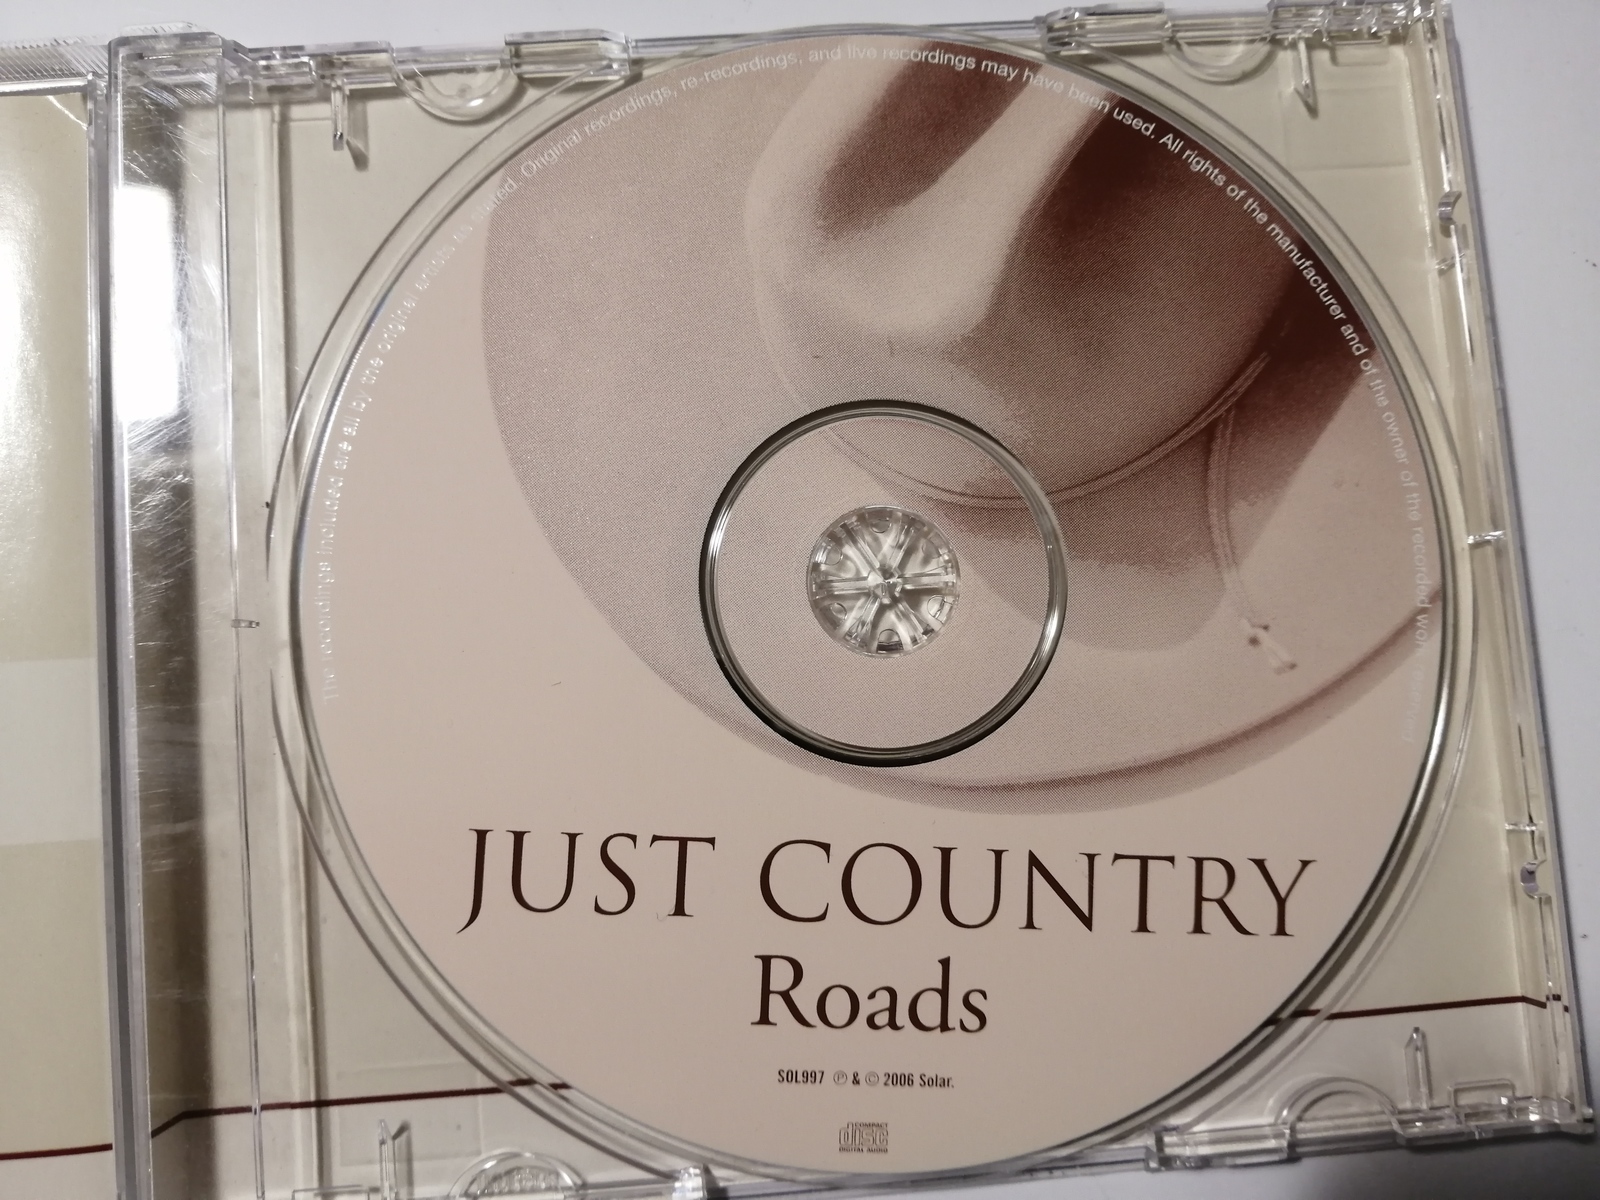 The recordings included are all by the original artists as stated. Original recordings, re-recordings, and live recordings may have been used. All rights of the manufacturer and of the owner of the recorded work reserved
JUST COUNTRY
Roads
SOL997 ℗ & © 2006 Solar.
COMPACT
disc
DIGITAL AUDIO